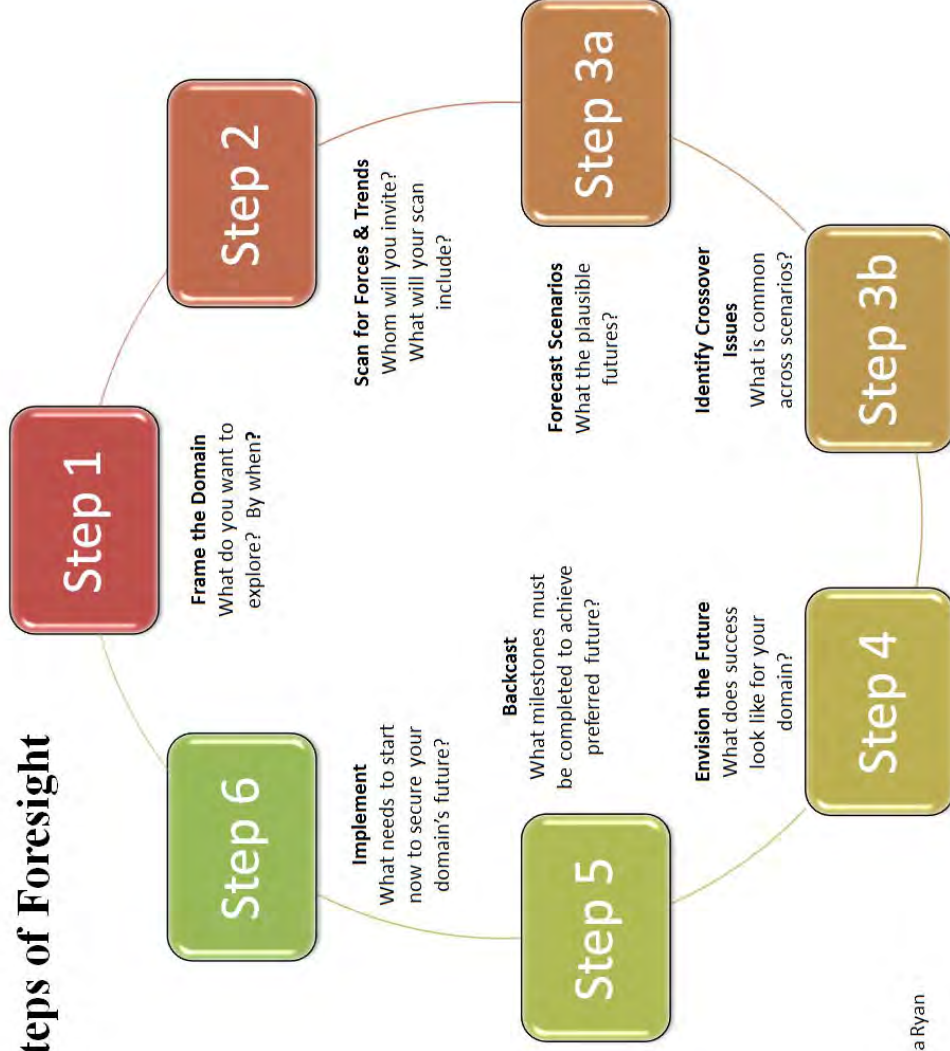 teps of Foresight
Step 1
Frame the Domain
What do you want to
explore? By when?
Step 2
Scan for Forces & Trends
Whom will you invite?
What will your scan
include?
Step 3a
Forecast Scenarios
What the plausible
futures?
Step 3b
Identify Crossover
Issues
What is common
across scenarios?
Step 4
Envision the Future
What does success
look like for your
domain?
Step 5
Backcast
What milestones must
be completed to achieve
preferred future?
Step 6
Implement
What needs to start
now to secure your
domain's future?
a Ryan